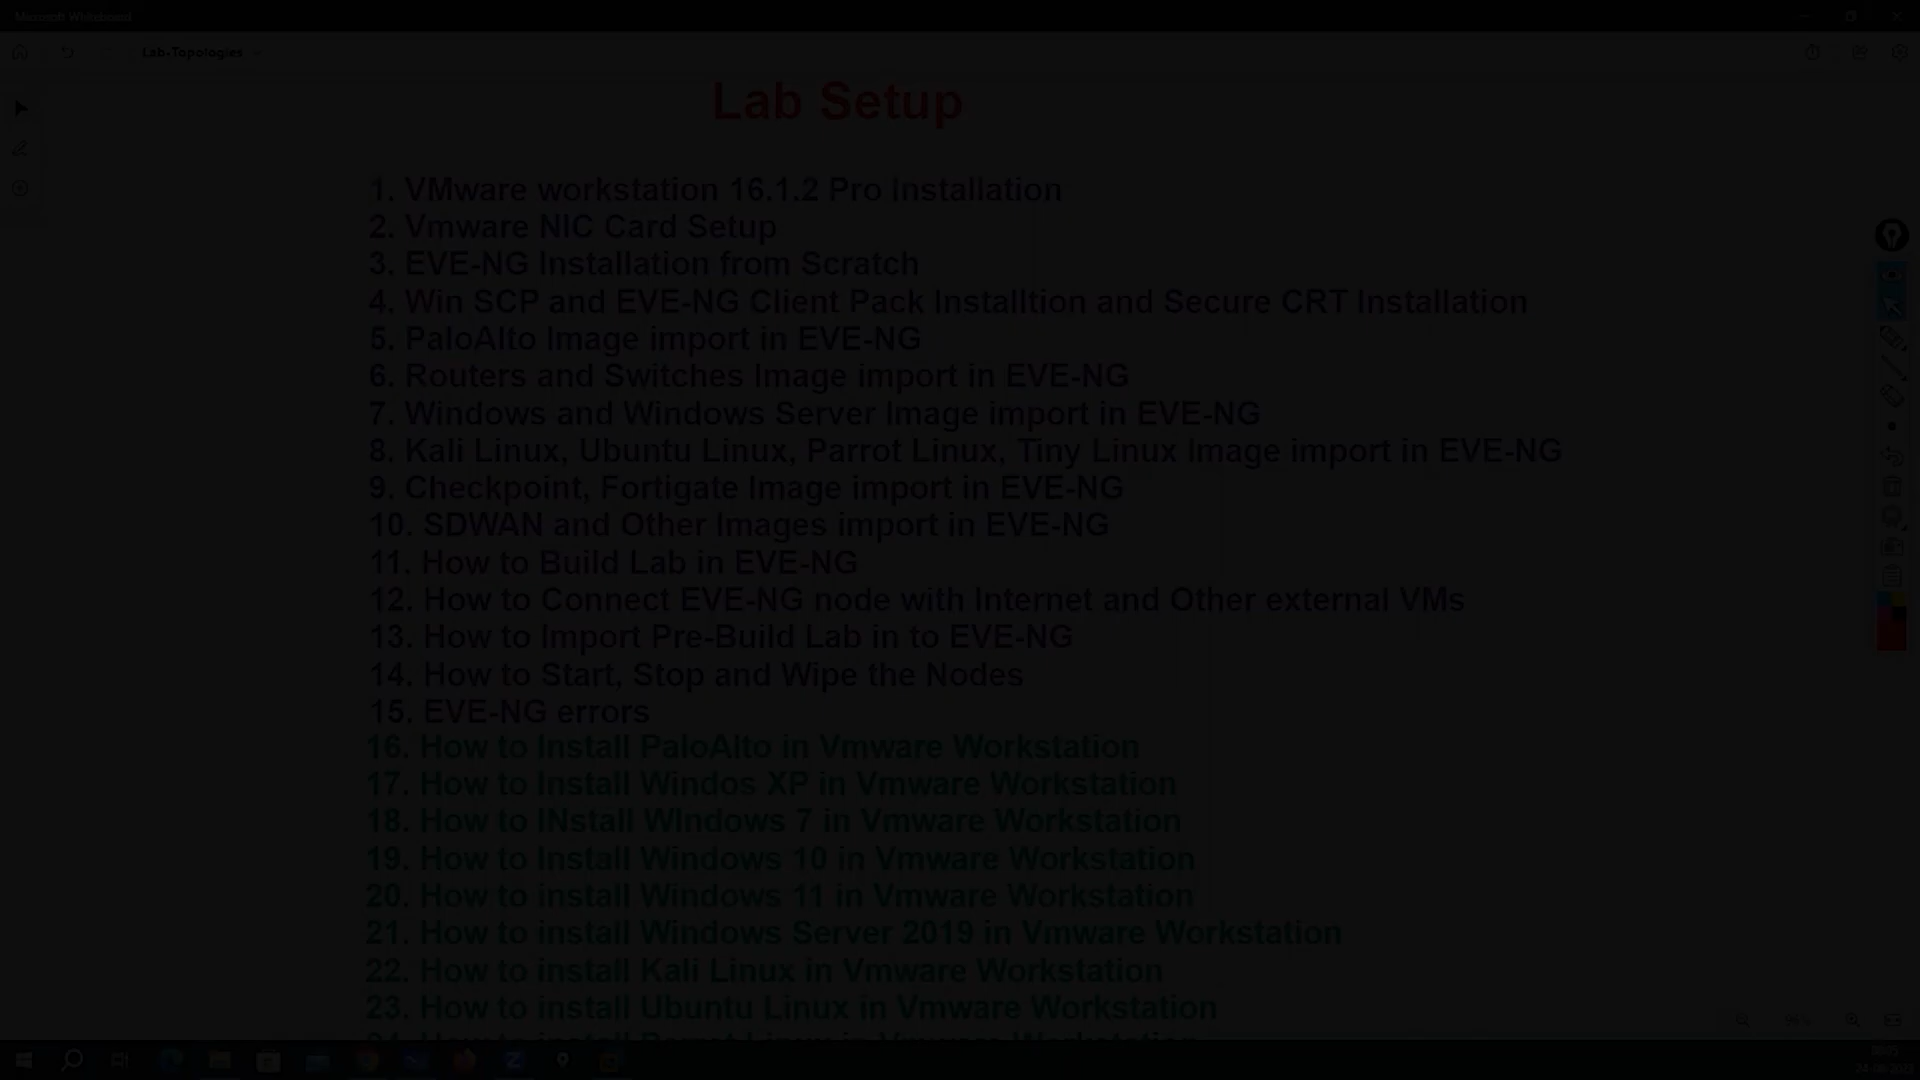 Microsoft Whiteboard
Lab-Topologies
Lab Setup
1. VMware workstation 16.1.2 Pro Installation
2. Vmware NIC Card Setup
3. EVE-NG Installation from Scratch
4. Win SCP and EVE-NG Client Pack Installtion and Secure CRT Installation
5. PaloAlto Image import in EVE-NG
6. Routers and Switches Image import in EVE-NG
7. Windows and Windows Server Image import in EVE-NG
8. Kali Linux, Ubuntu Linux, Parrot Linux, Tiny Linux Image import in EVE-NG
9. Checkpoint, Fortigate Image import in EVE-NG
10. SDWAN and Other Images import in EVE-NG
11. How to Build Lab in EVE-NG
12. How to Connect EVE-NG node with Internet and Other external VMs
13. How to Import Pre-Build Lab in to EVE-NG
14. How to Start, Stop and Wipe the Nodes
15. EVE-NG errors
16. How to Install PaloAlto in Vmware Workstation
17. How to Install Windos XP in Vmware Workstation
18. How to INstall WIndows 7 in Vmware Workstation
19. How to Install Windows 10 in Vmware Workstation
20. How to install Windows 11 in Vmware Workstation
21. How to install Windows Server 2019 in Vmware Workstation
22. How to install Kali Linux in Vmware Workstation
23. How to install Ubuntu Linux in Vmware Workstation
24. How to install Parrot Linux in Vmware Workstation